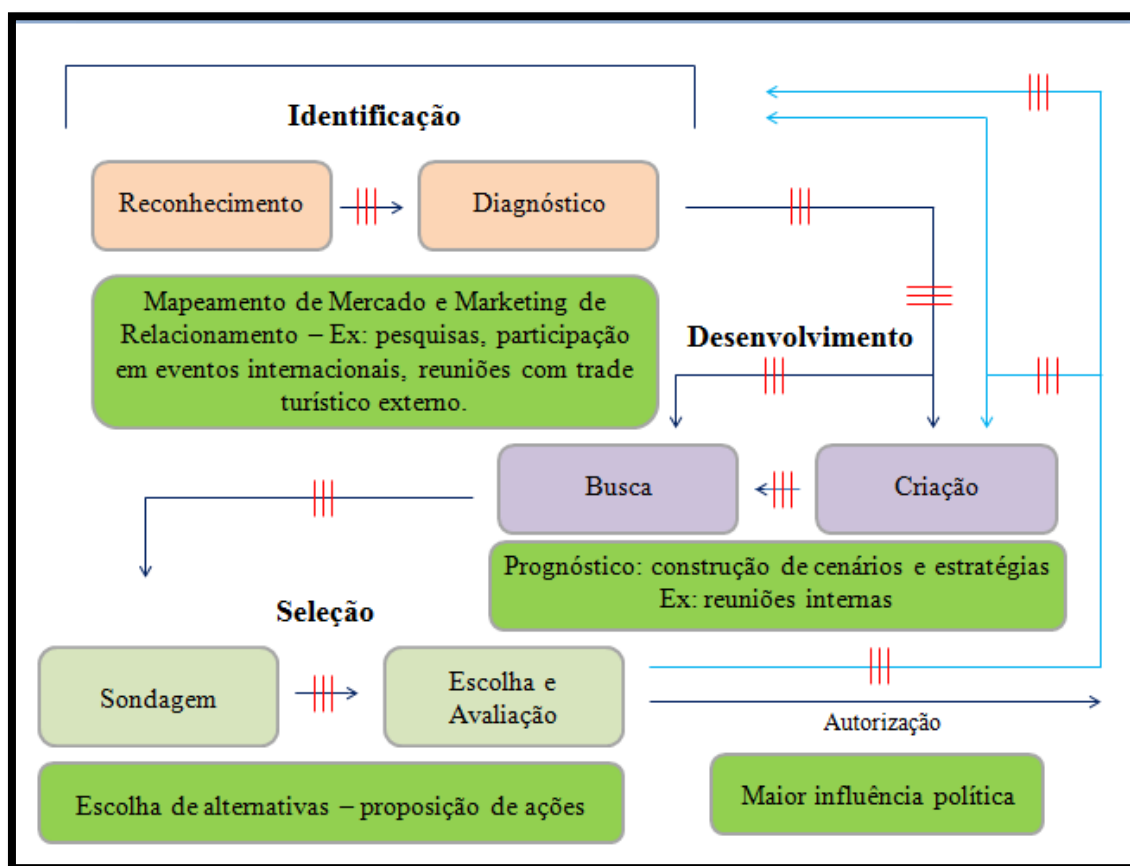 Identificação
Reconhecimento
Diagnóstico
Mapeamento de Mercado e Marketing de
Relacionamento – Ex: pesquisas, participação
em eventos internacionais, reuniões com trade
turístico externo.
Desenvolvimento
Busca
Criação
Prognóstico: construção de cenários e estratégias
Ex: reuniões internas
Seleção
Sondagem
Escolha e
Avaliação
Autorização
Escolha de alternativas – proposição de ações
Maior influência política